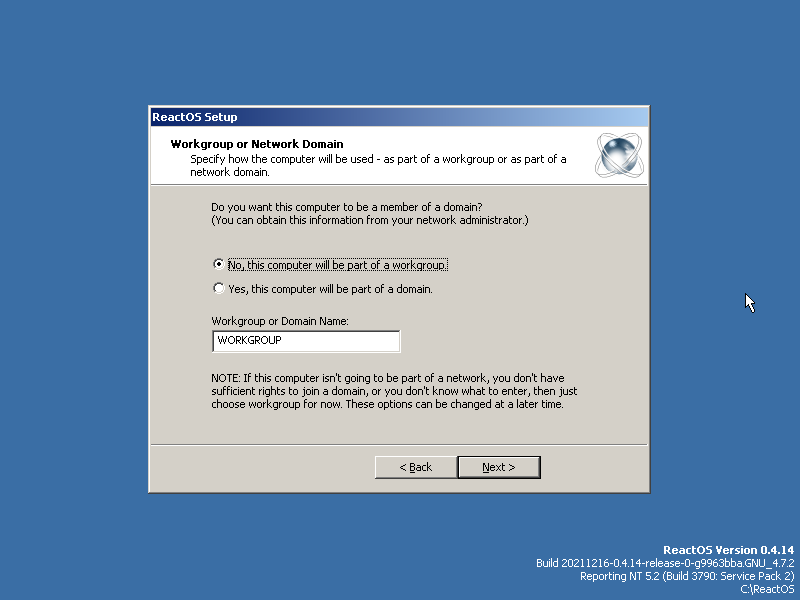 ReactOS Setup
Workgroup or Network Domain
Specify how the computer will be used - as part of a workgroup or as part of a
network domain.
Do you want this computer to be a member of a domain?
(You can obtain this information from your network administrator.)
No, this computer will be part of a workgroup.
Yes, this computer will be part of a domain.
Workgroup or Domain Name:
WORKGROUP
NOTE: If this computer isn't going to be part of a network, you don't have
sufficient rights to join a domain, or you don't know what to enter, then just
choose workgroup for now. These options can be changed at a later time.
< Back
Next >
ReactOS Version 0.4.14
Build 20211216-0.4.14-release-0-g9963bba.GNU_4.7.2
Reporting NT 5.2 (Build 3790: Service Pack 2)
C:\ReactOS